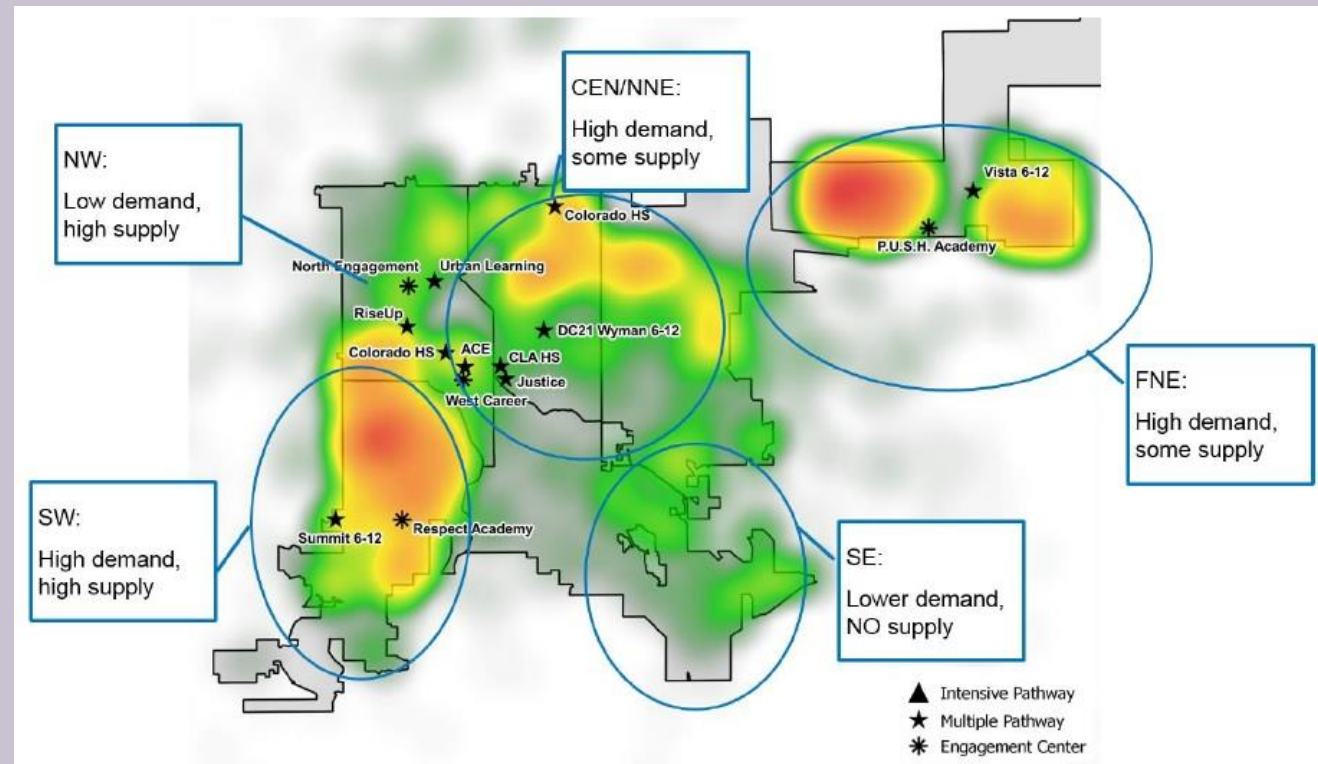 CEN/NNE:
High demand,
some supply
NW:
Low demand,
high supply
Vista 6-12
Colorado HS
P.U.S.H. Academy
North Engagement
Urban Learning
RiseUp
DC21 Wyman 6-12
Colorado HS
ACE
CLA HS
Justice
West Career
FNE:
High demand,
some supply
SW:
High demand,
high supply
Summit 6-12
Respect Academy
SE:
Lower demand,
NO supply
Intensive Pathway
Multiple Pathway
Engagement Center